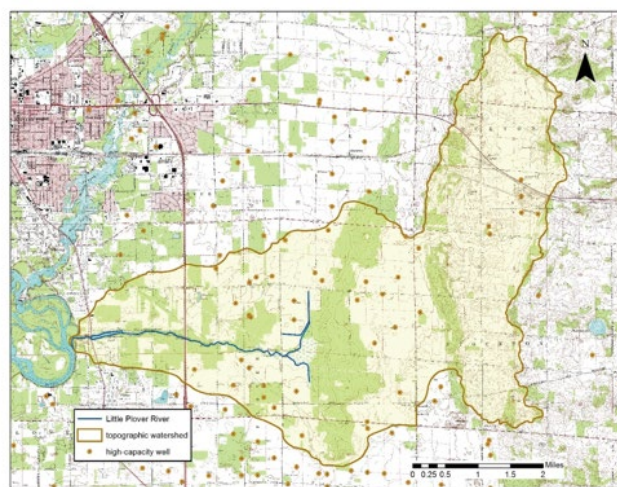 N
Little Plover River
topographic watershed
high-capacity well
Miles
0 0.25 0.5 1 1.5 2